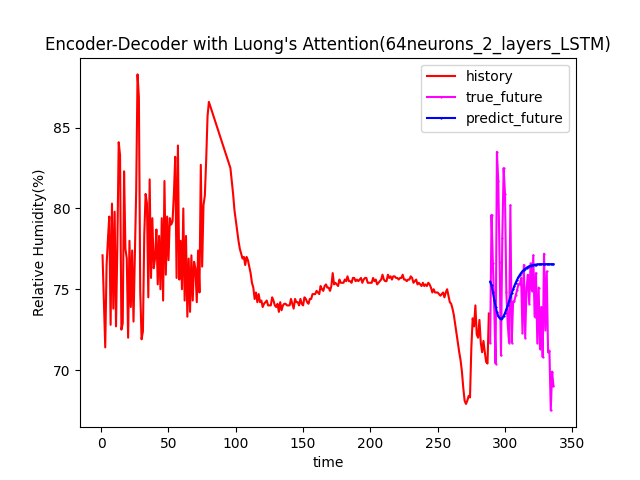 Encoder-Decoder with Luong's Attention(64neurons_2_layers_LSTM)
history
true_future
predict_future
Relative Humidity(%)
85
80
75
70
0 50 100 150 200 250 300 350
time